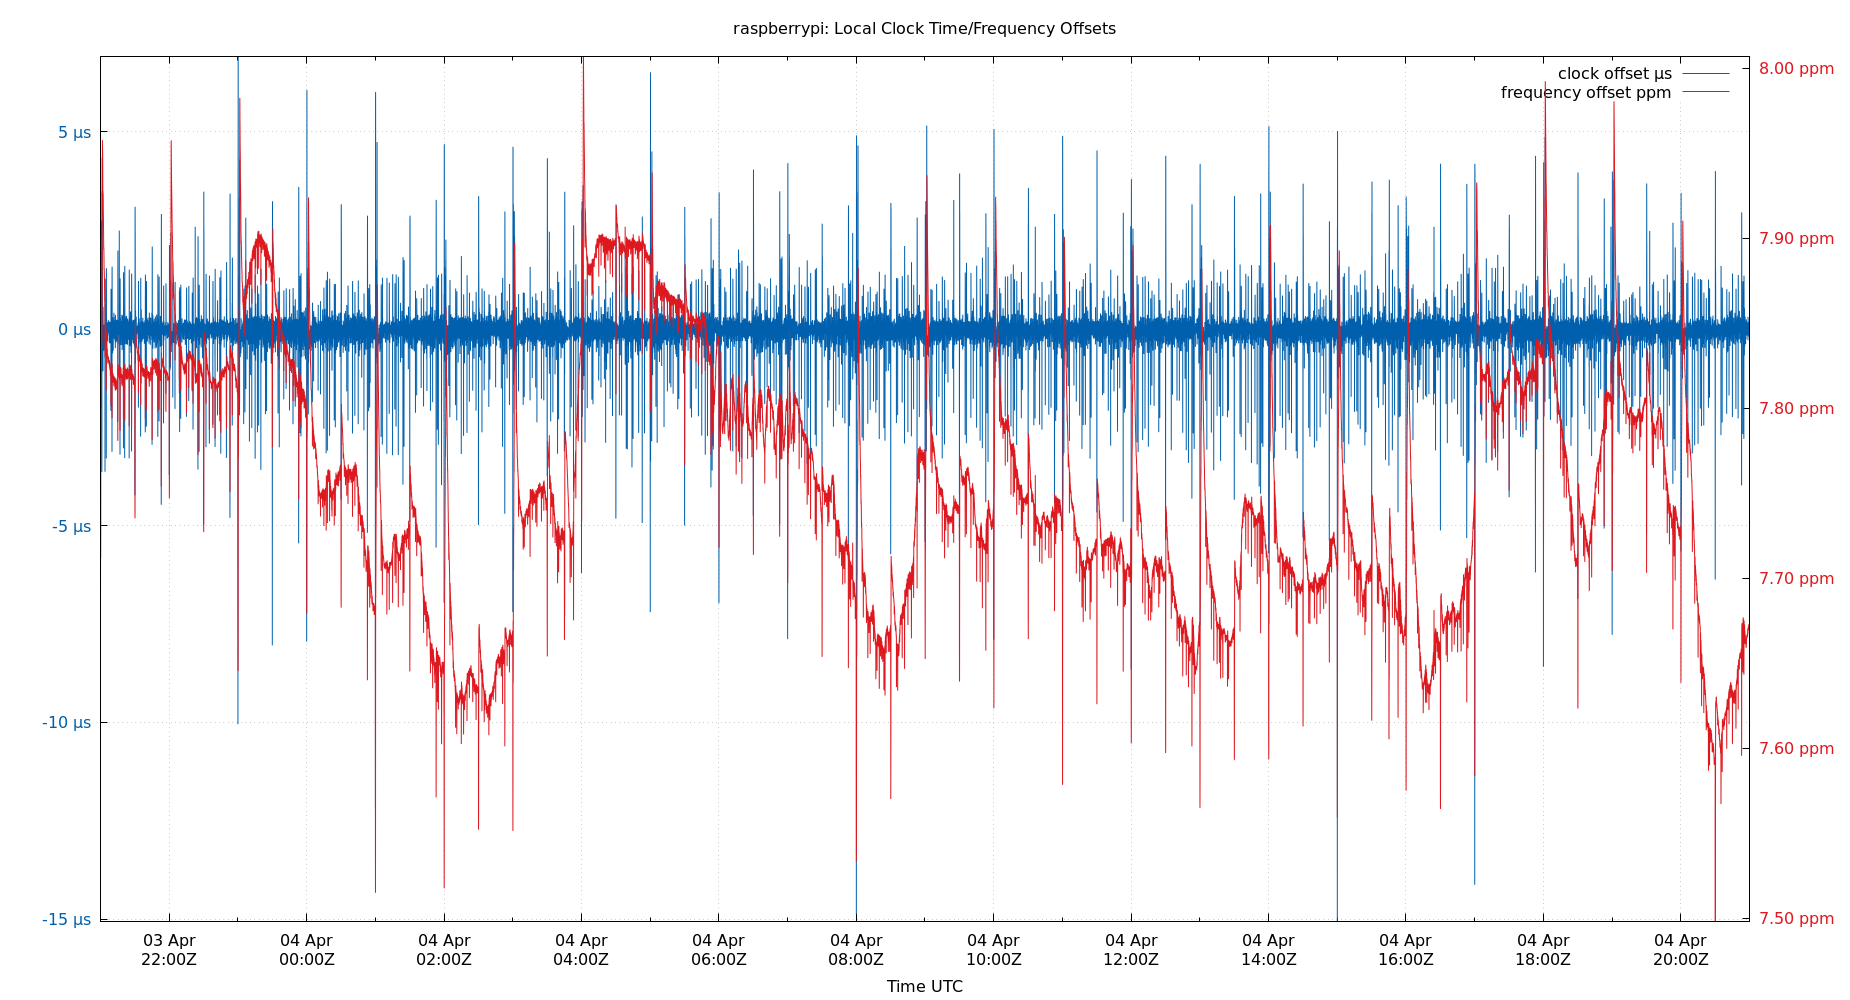 raspberrypi: Local Clock Time/Frequency Offsets
clock offset µs
frequency offset ppm
5 µs
0 µs
-5 µs
-10 µs
-15 µs
8.00 ppm
7.90 ppm
7.80 ppm
7.70 ppm
7.60 ppm
7.50 ppm
03 Apr 04 Apr 04 Apr 04 Apr 04 Apr 04 Apr 04 Apr 04 Apr 04 Apr 04 Apr 04 Apr 04 Apr
22:00Z 00:00Z 02:00Z 04:00Z 06:00Z 08:00Z 10:00Z 12:00Z 14:00Z 16:00Z 18:00Z 20:00Z
Time UTC